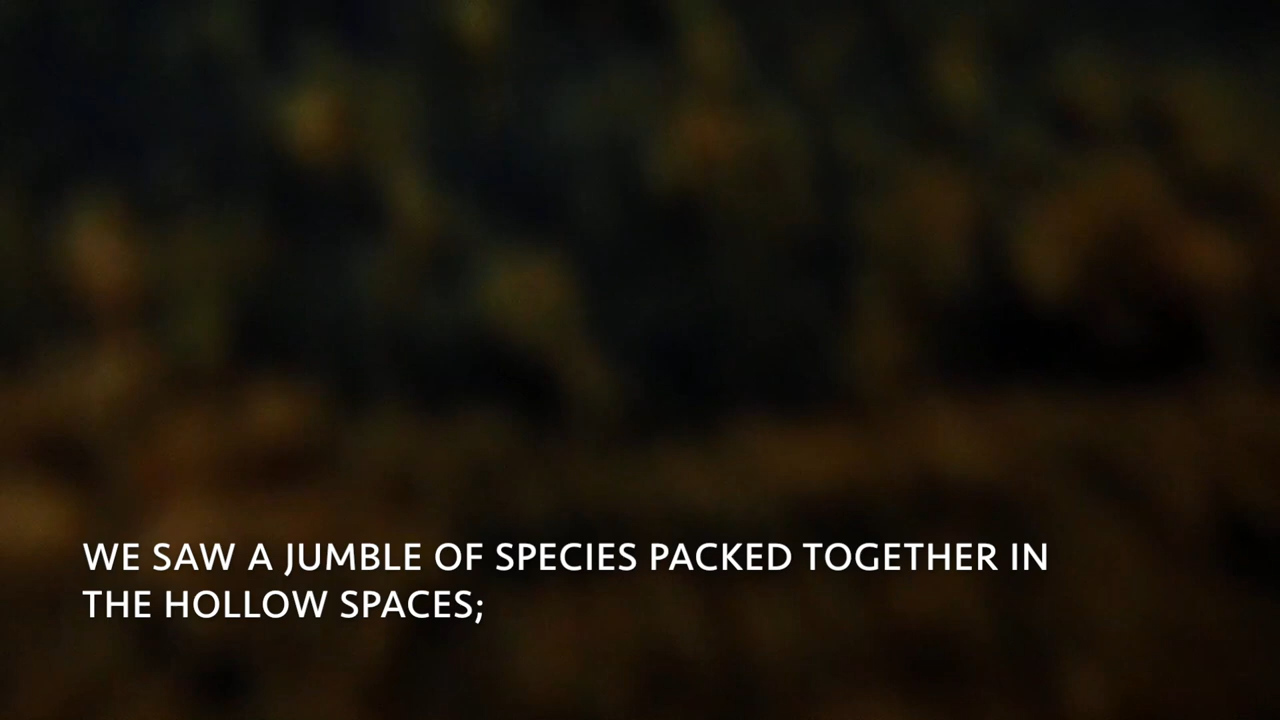 WE SAW A JUMBLE OF SPECIES PACKED TOGETHER IN
THE HOLLOW SPACES;